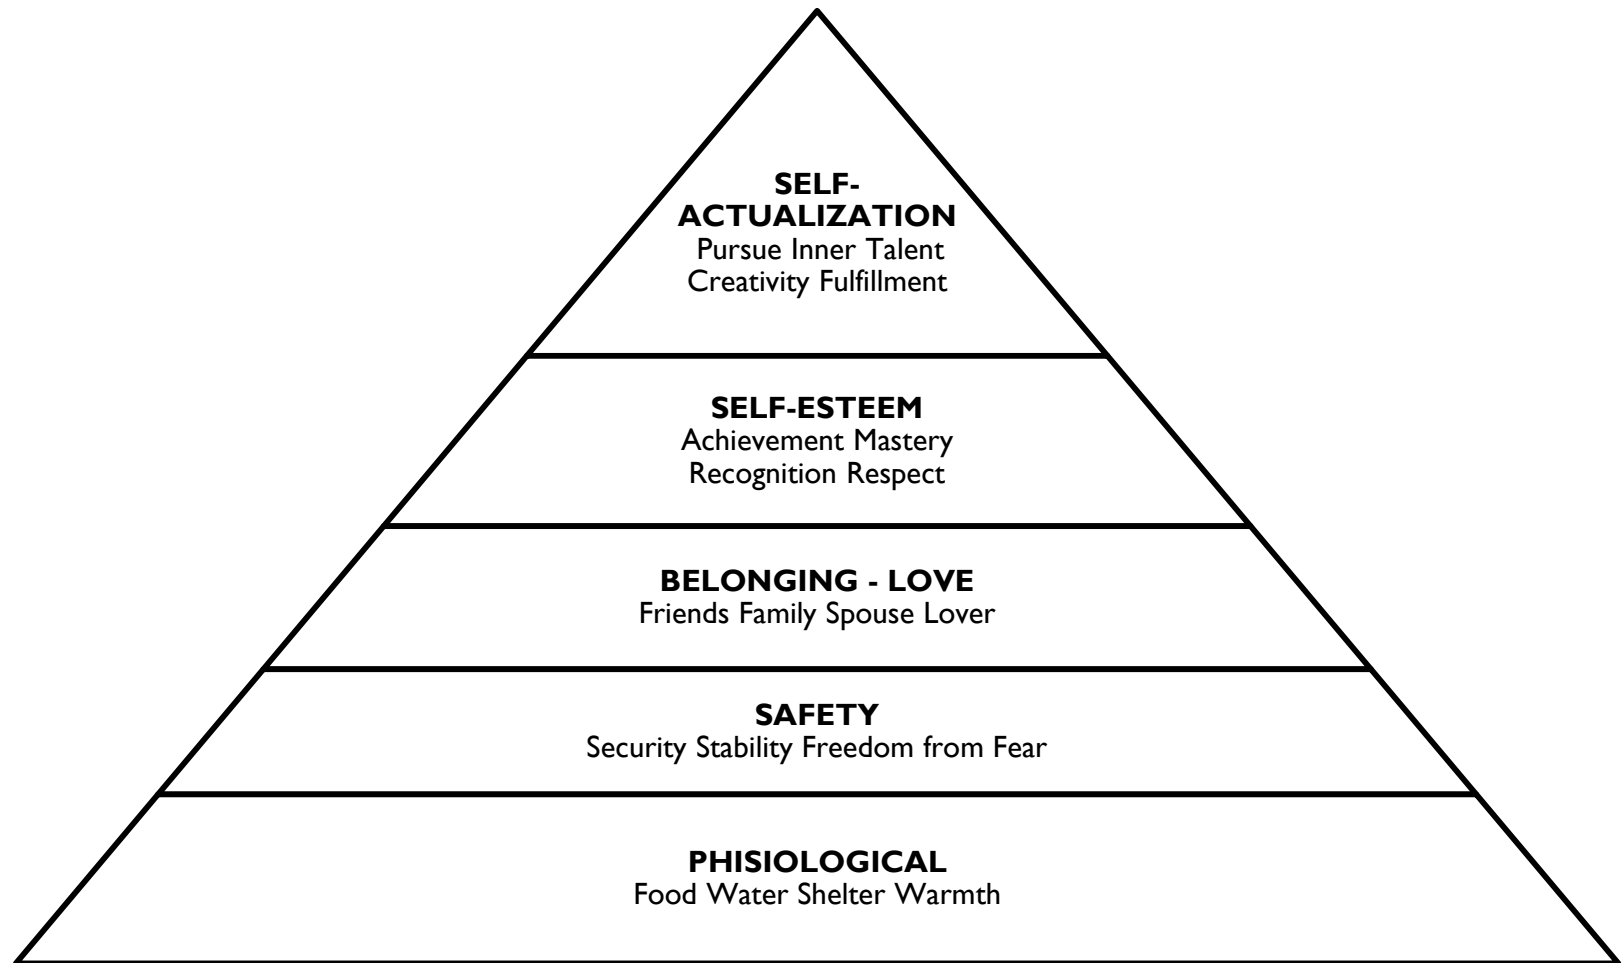 SELF-
ACTUALIZATION
Pursue Inner Talent
Creativity Fulfillment
SELF-ESTEEM
Achievement Mastery
Recognition Respect
BELONGING - LOVE
Friends Family Spouse Lover
SAFETY
Security Stability Freedom from Fear
PHISIOLOGICAL
Food Water Shelter Warmth